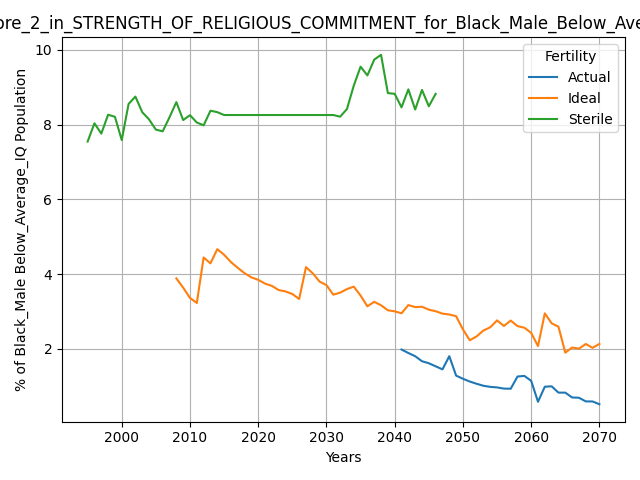 ore_2_in_STRENGTH_OF_RELIGIOUS_COMMITMENT_for_Black_Male_Below_Ave
Fertility
Actual
Ideal
Sterile
% of Black_Male Below_Average_IQ Population
10
8
6
4
2
2000 2010 2020 2030 2040 2050 2060 2070
Years